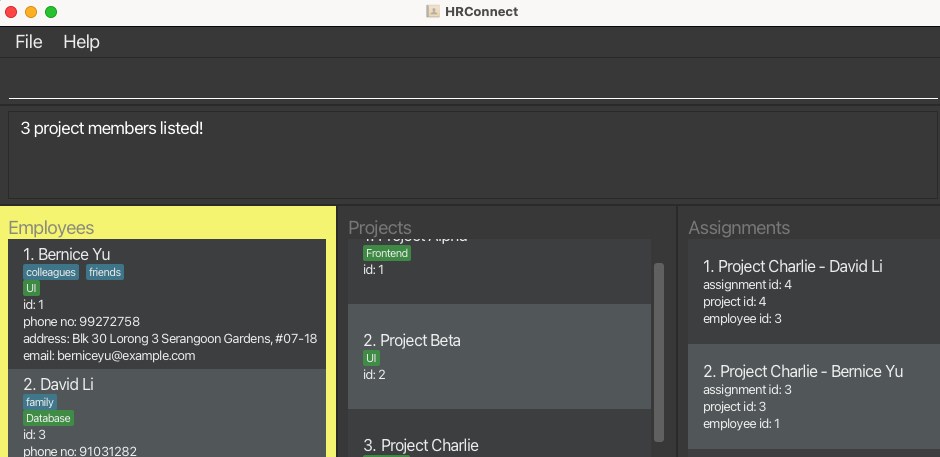 HRConnect
File Help
3 project members listed!
Employees
1. Bernice Yu
colleagues friends
UI
id: 1
phone no: 99272758
address: Blk 30 Lorong 3 Serangoon Gardens, #07-18
email: berniceyu@example.com
2. David Li
family
Database
id: 3
phone no: 91031282
Projects
1. Project Alpha
Frontend
id: 1
2. Project Beta
UI
id: 2
3. Project Charlie
Assignments
1. Project Charlie - David Li
assignment id: 4
project id: 4
employee id: 3
2. Project Charlie - Bernice Yu
assignment id: 3
project id: 3
employee id: 1